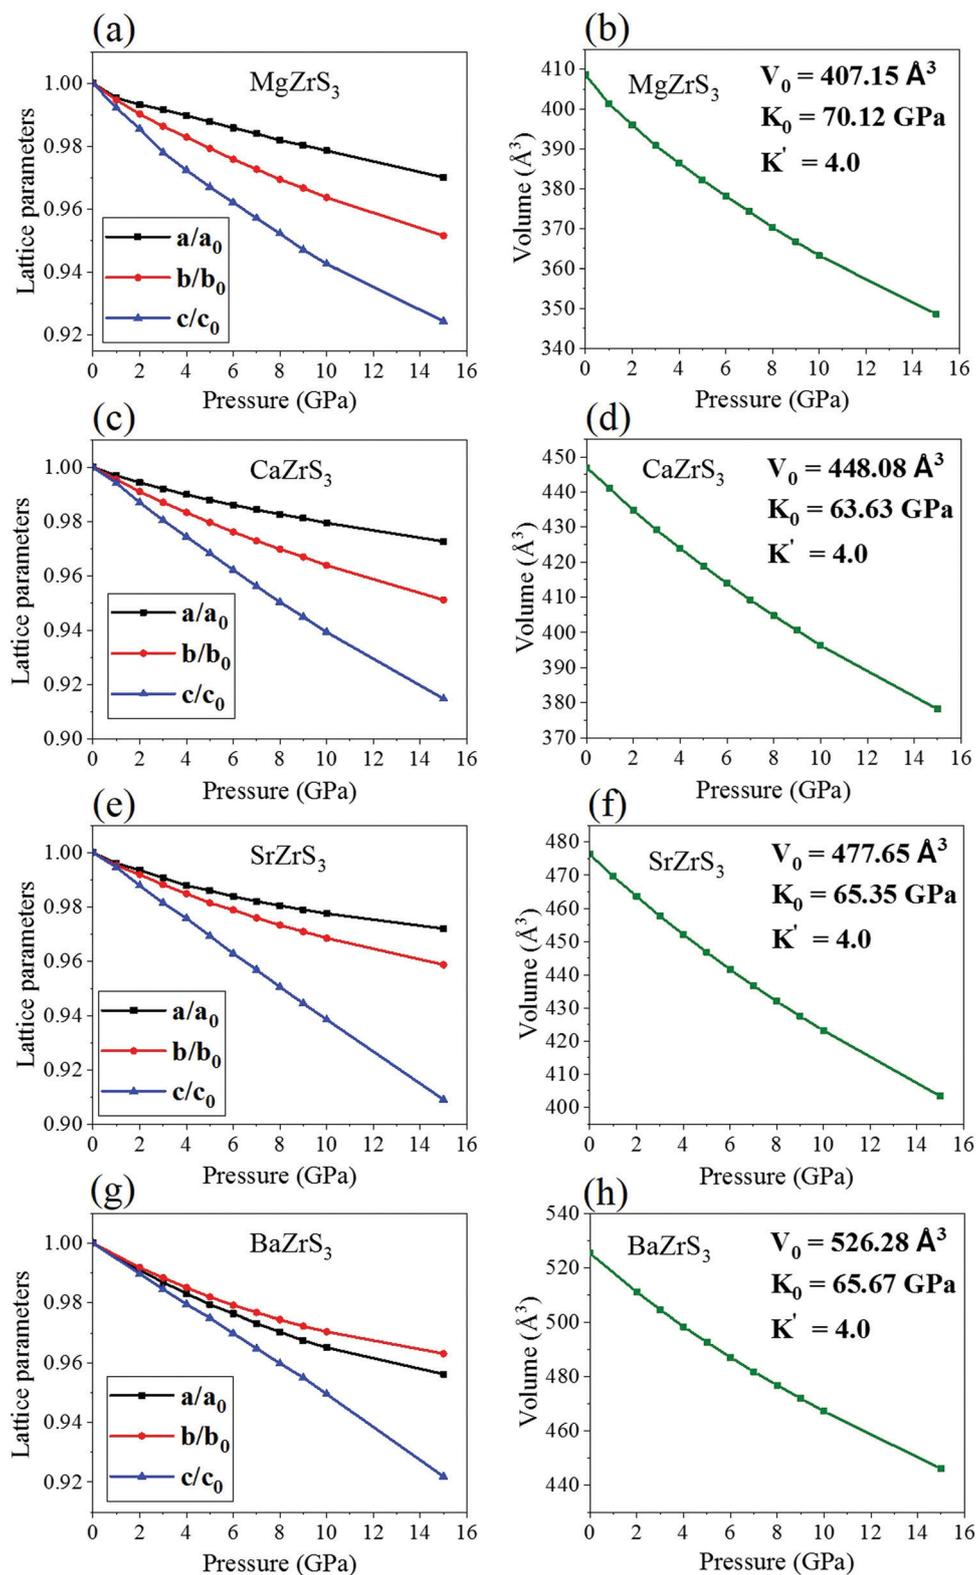 (a)
MgZrS3
1.00
0.98
0.96
0.94
0.92
Lattice parameters
a/a0
b/b0
c/c0
0 2 4 6 8 10 12 14 16
Pressure (GPa)
(b)
MgZrS3
V0 = 407.15 Å3
K0 = 70.12 GPa
K' = 4.0
410
400
390
380
370
360
350
340
Volume (Å3)
0 2 4 6 8 10 12 14 16
Pressure (GPa)
(c)
CaZrS3
1.00
0.98
0.96
0.94
0.92
0.90
Lattice parameters
a/a0
b/b0
c/c0
0 2 4 6 8 10 12 14 16
Pressure (GPa)
(d)
CaZrS3
V0 = 448.08 Å3
K0 = 63.63 GPa
K' = 4.0
450
440
430
420
410
400
390
380
370
Volume (Å3)
0 2 4 6 8 10 12 14 16
Pressure (GPa)
(e)
SrZrS3
1.00
0.98
0.96
0.94
0.92
0.90
Lattice parameters
a/a0
b/b0
c/c0
0 2 4 6 8 10 12 14 16
Pressure (GPa)
(f)
SrZrS3
V0 = 477.65 Å3
K0 = 65.35 GPa
K' = 4.0
480
470
460
450
440
430
420
410
400
Volume (Å3)
0 2 4 6 8 10 12 14 16
Pressure (GPa)
(g)
BaZrS3
1.00
0.98
0.96
0.94
0.92
Lattice parameters
a/a0
b/b0
c/c0
0 2 4 6 8 10 12 14 16
Pressure (GPa)
(h)
BaZrS3
V0 = 526.28 Å3
K0 = 65.67 GPa
K' = 4.0
540
520
500
480
460
440
Volume (Å3)
0 2 4 6 8 10 12 14 16
Pressure (GPa)